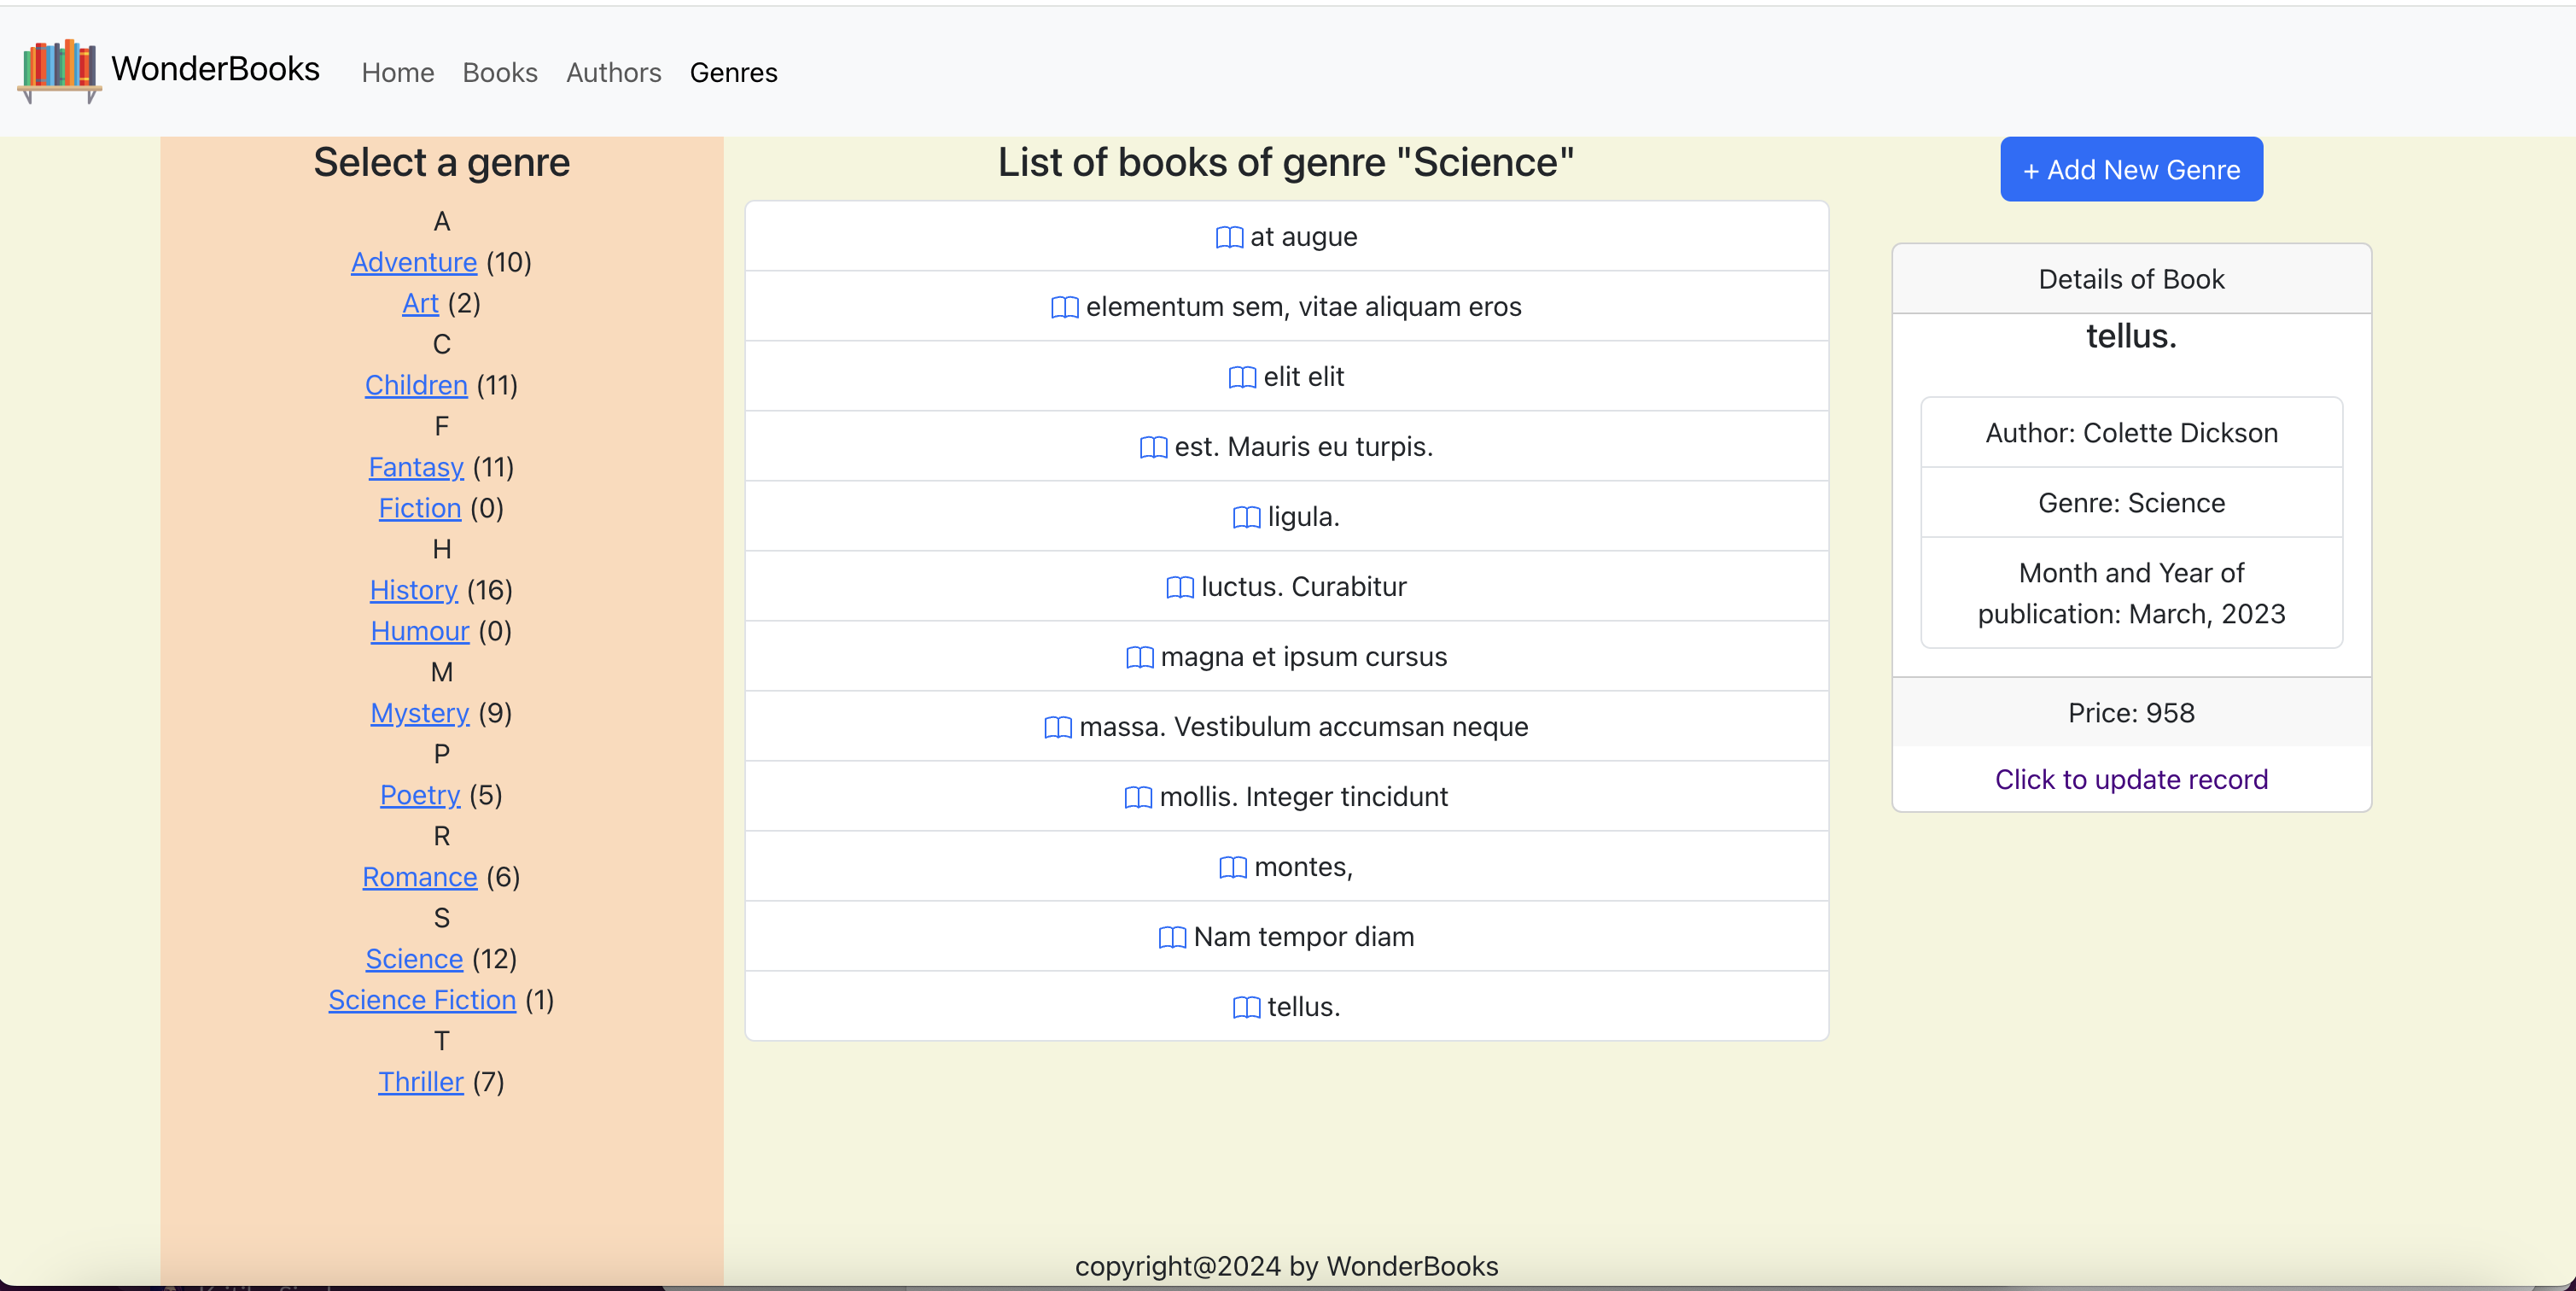 WonderBooks
Home Books Authors Genres
Select a genre
A
Adventure (10)
Art (2)
C
Children (11)
F
Fantasy (11)
Fiction (0)
H
History (16)
Humour (0)
M
Mystery (9)
P
Poetry (5)
R
Romance (6)
S
Science (12)
Science Fiction (1)
T
Thriller (7)
List of books of genre "Science"
at augue
elementum sem, vitae aliquam eros
elit elit
est. Mauris eu turpis.
ligula.
luctus. Curabitur
magna et ipsum cursus
massa. Vestibulum accumsan neque
mollis. Integer tincidunt
montes,
Nam tempor diam
tellus.
+ Add New Genre
Details of Book
tellus.
Author: Colette Dickson
Genre: Science
Month and Year of
publication: March, 2023
Price: 958
Click to update record
copyright@2024 by WonderBooks